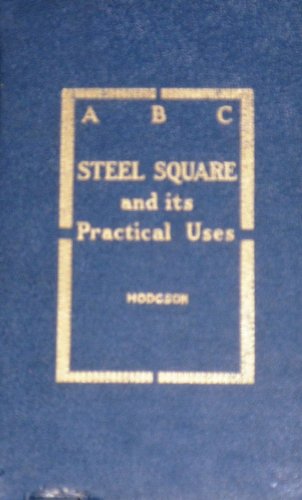 A B C
STEEL SQUARE
and its
Practical Uses
HODGSON